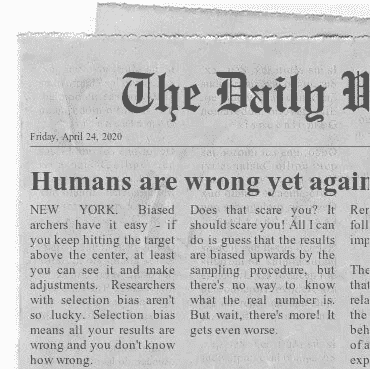 The Daily
Friday, April 24, 2020
Humans are wrong yet again
NEW YORK. Biased
archers have it easy - if
you keep hitting the target
above the center, at least
you can see it and make
adjustments. Researchers
with selection bias aren't
so lucky. Selection bias
means all your results are
wrong and you don't know
how wrong.
Does that scare you? It
should scare you! All I can
do is guess that the results
are biased upwards by the
sampling procedure, but
there's no way to know
what the real number is.
But wait, there's more! It
gets even worse.
The
the
of a